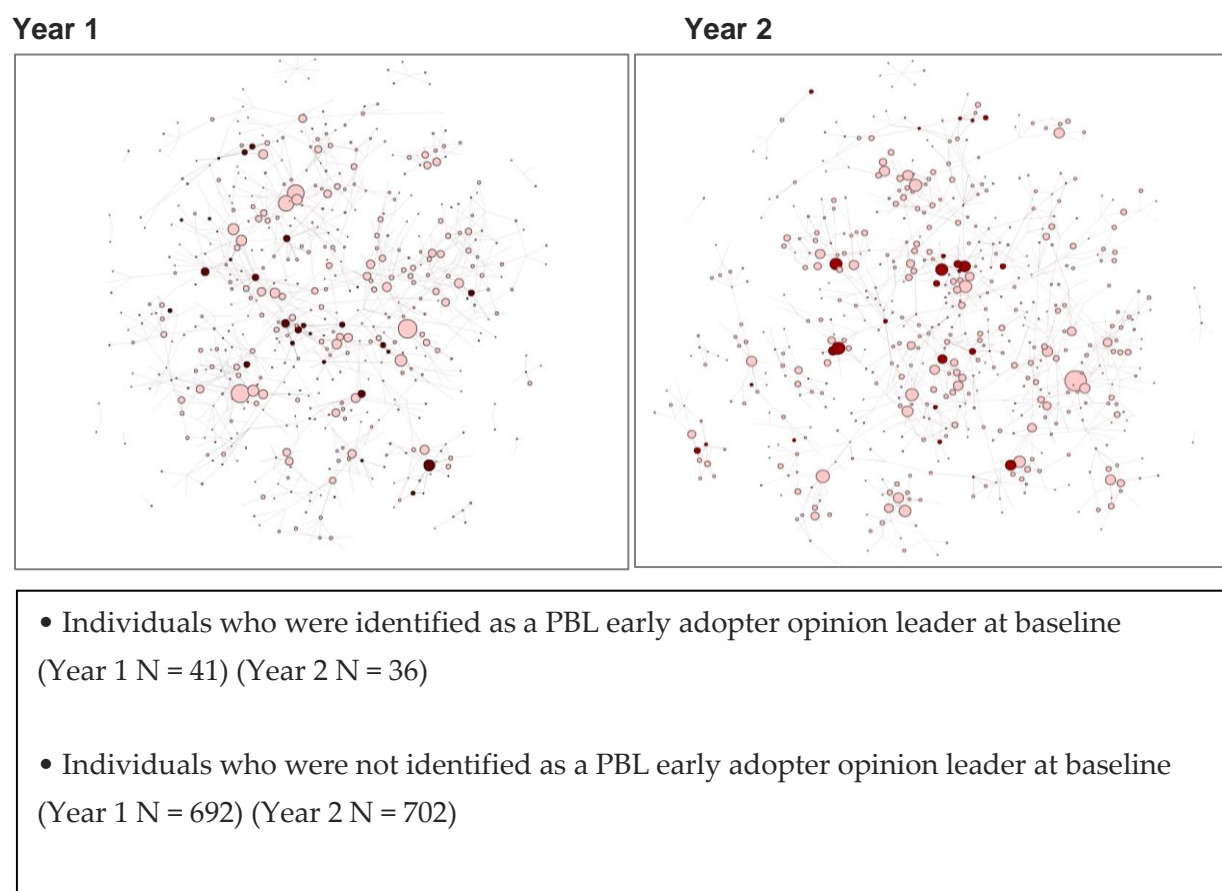 Year 1
Year 2
• Individuals who were identified as a PBL early adopter opinion leader at baseline
(Year 1 N = 41) (Year 2 N = 36)
• Individuals who were not identified as a PBL early adopter opinion leader at baseline
(Year 1 N = 692) (Year 2 N = 702)